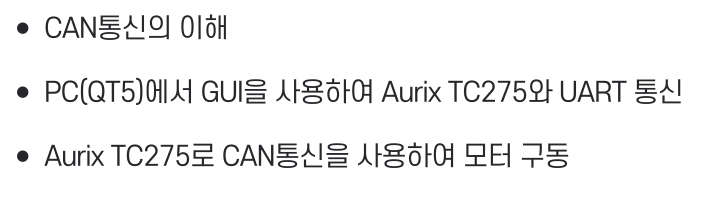 • CAN통신의 이해
• PC(QT5)에서 GUI을 사용하여 Aurix TC275와 UART 통신
• Aurix TC275로 CAN통신을 사용하여 모터 구동